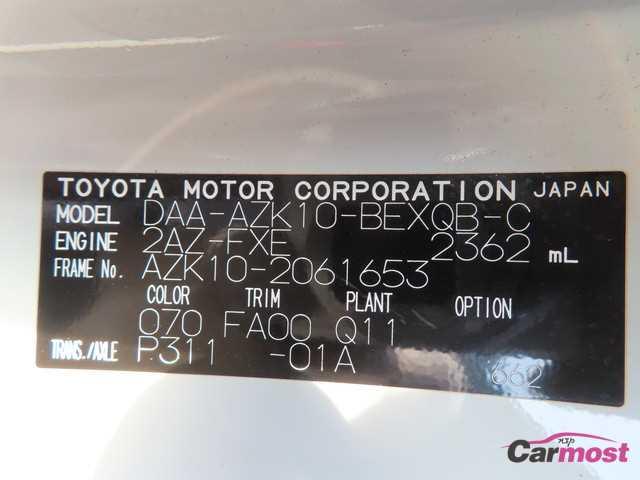 TOYOTA MOTOR CORPORATION JAPAN
MODEL DAA-AZK10-BEXQB-C
ENGINE 2AZ-FXE 2362 mL
FRAME No. AZK10-2061653
COLOR TRIM PLANT OPTION
070 FA00 Q11
TRANS./AXLE P311 -01A 662
nsp
Carmost